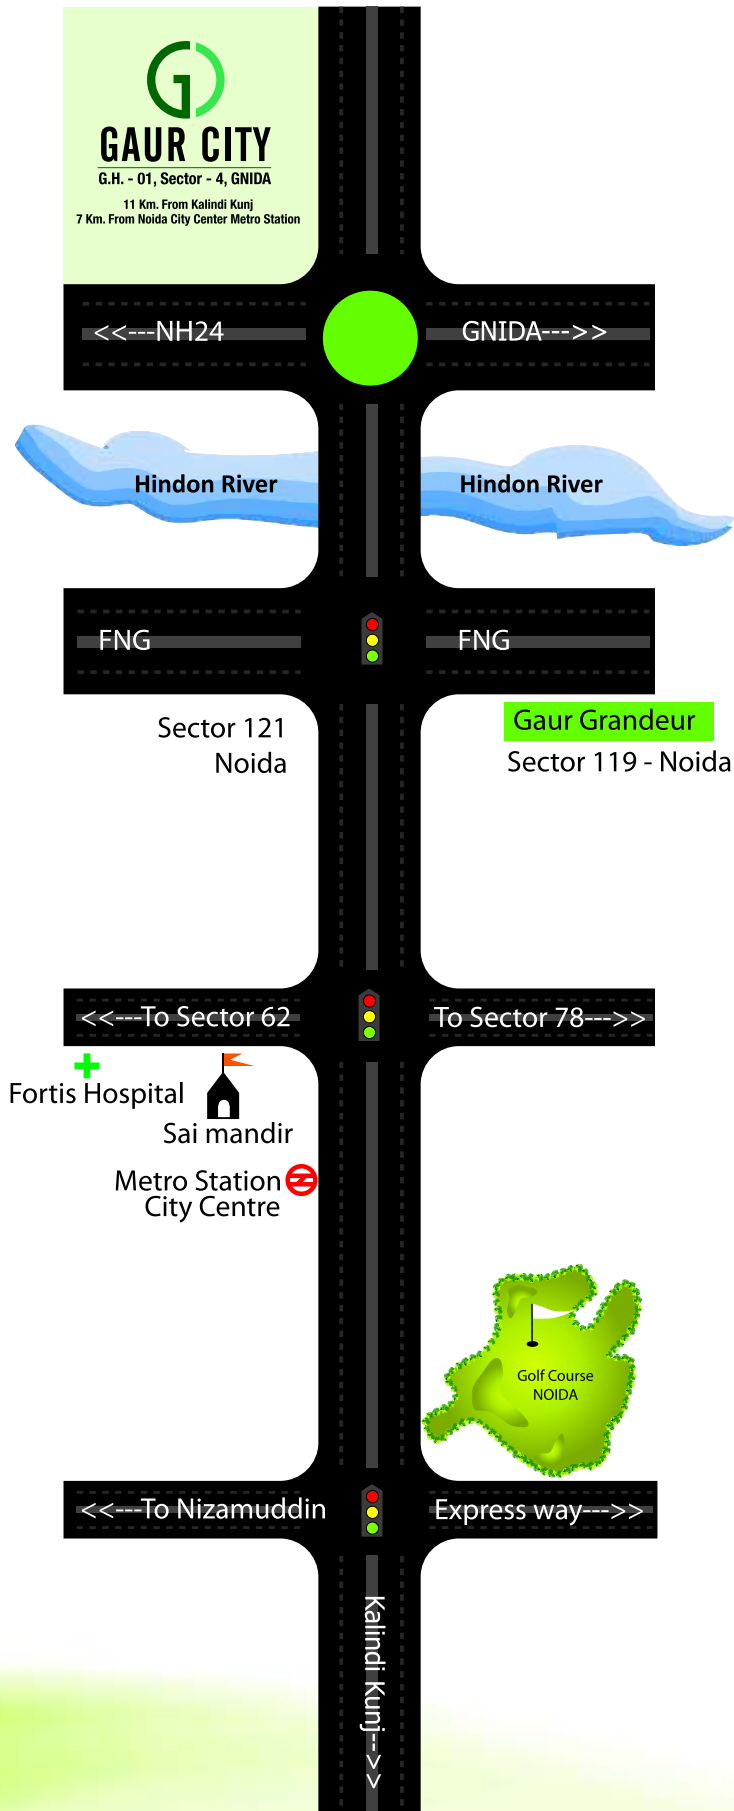 GAUR CITY
G.H. - 01, Sector - 4, GNIDA
11 Km. From Kalindi Kunj
7 Km. From Noida City Center Metro Station
<<---NH24
GNIDA--->>
Hindon River
Hindon River
FNG
FNG
Sector 121
Noida
Gaur Grandeur
Sector 119 - Noida
<<---To Sector 62
To Sector 78--->>
Fortis Hospital
Sai mandir
Metro Station
City Centre
Golf Course
NOIDA
<<---To Nizamuddin
Express way--->>
Kalindi Kunj-->>